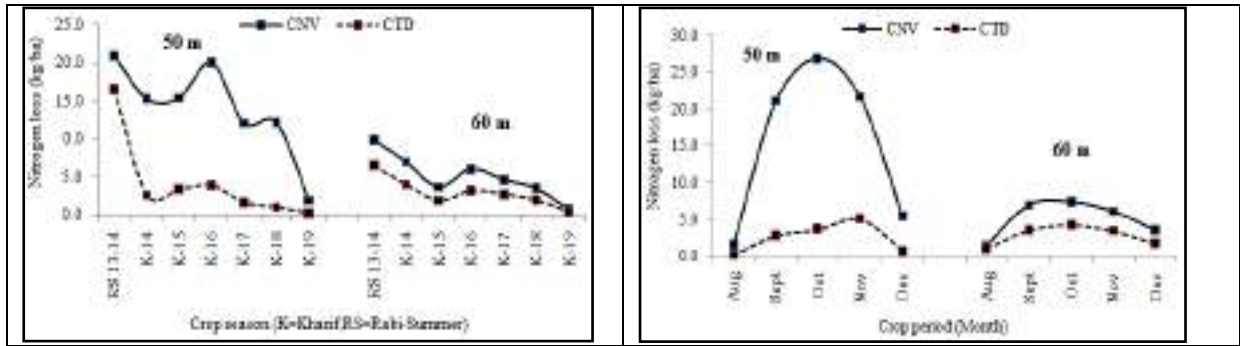 CNV CTD
50 m
60 m
Nitrogen loss (kg/ha)
25.0
20.0
15.0
0.0
5.0
0.0
RS 13-14
K-14
K-15
K-16
K-17
K-18
K-19
RS 13-14
K-14
K-15
K-16
K-17
K-18
K-19
Crop season (K=Kharif RS=Rabi-Summer)
CNV CTD
50 m
60 m
Nitrogen loss (kg/ha)
30.0
25.0
20.0
15.0
10.0
5.0
0.0
Aug
Sept
Oct
Nov
Dec
Aug
Sept
Oct
Nov
Dec
Crop period (Month)